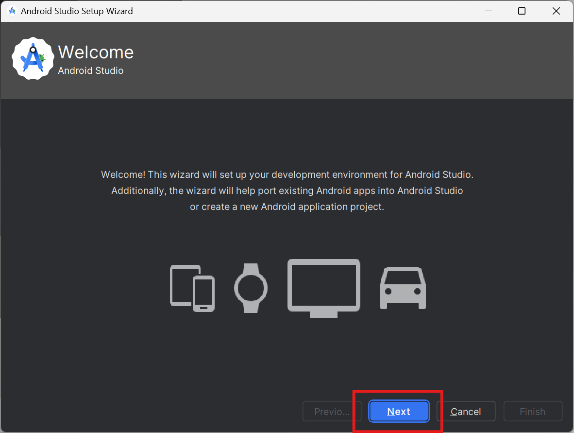 Android Studio Setup Wizard
Welcome
Android Studio
Welcome! This wizard will set up your development environment for Android Studio.
Additionally, the wizard will help port existing Android apps into Android Studio
or create a new Android application project.
Previo...
Next
Cancel
Finish